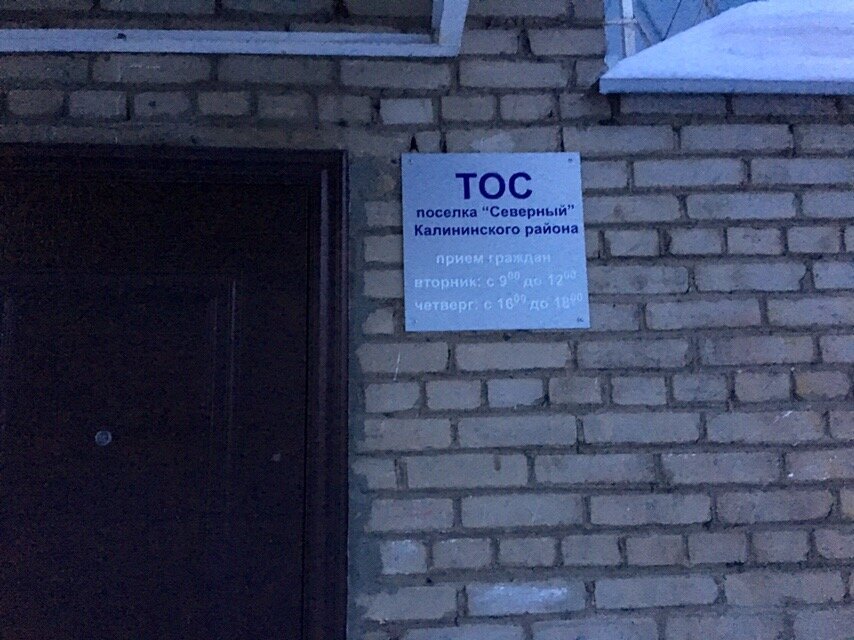 ТОС
поселка "Северный"
Калининского района
прием граждан
вторник: с 9⁰⁰ до 12⁰⁰
четверг: с 16⁰⁰ до 18⁰⁰